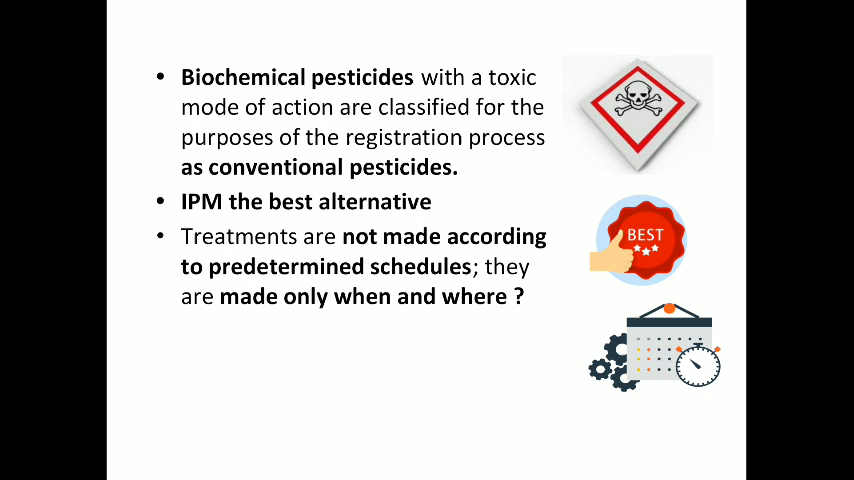 • Biochemical pesticides with a toxic
mode of action are classified for the
purposes of the registration process
as conventional pesticides.
• IPM the best alternative
• Treatments are not made according
to predetermined schedules; they
are made only when and where ?
BEST